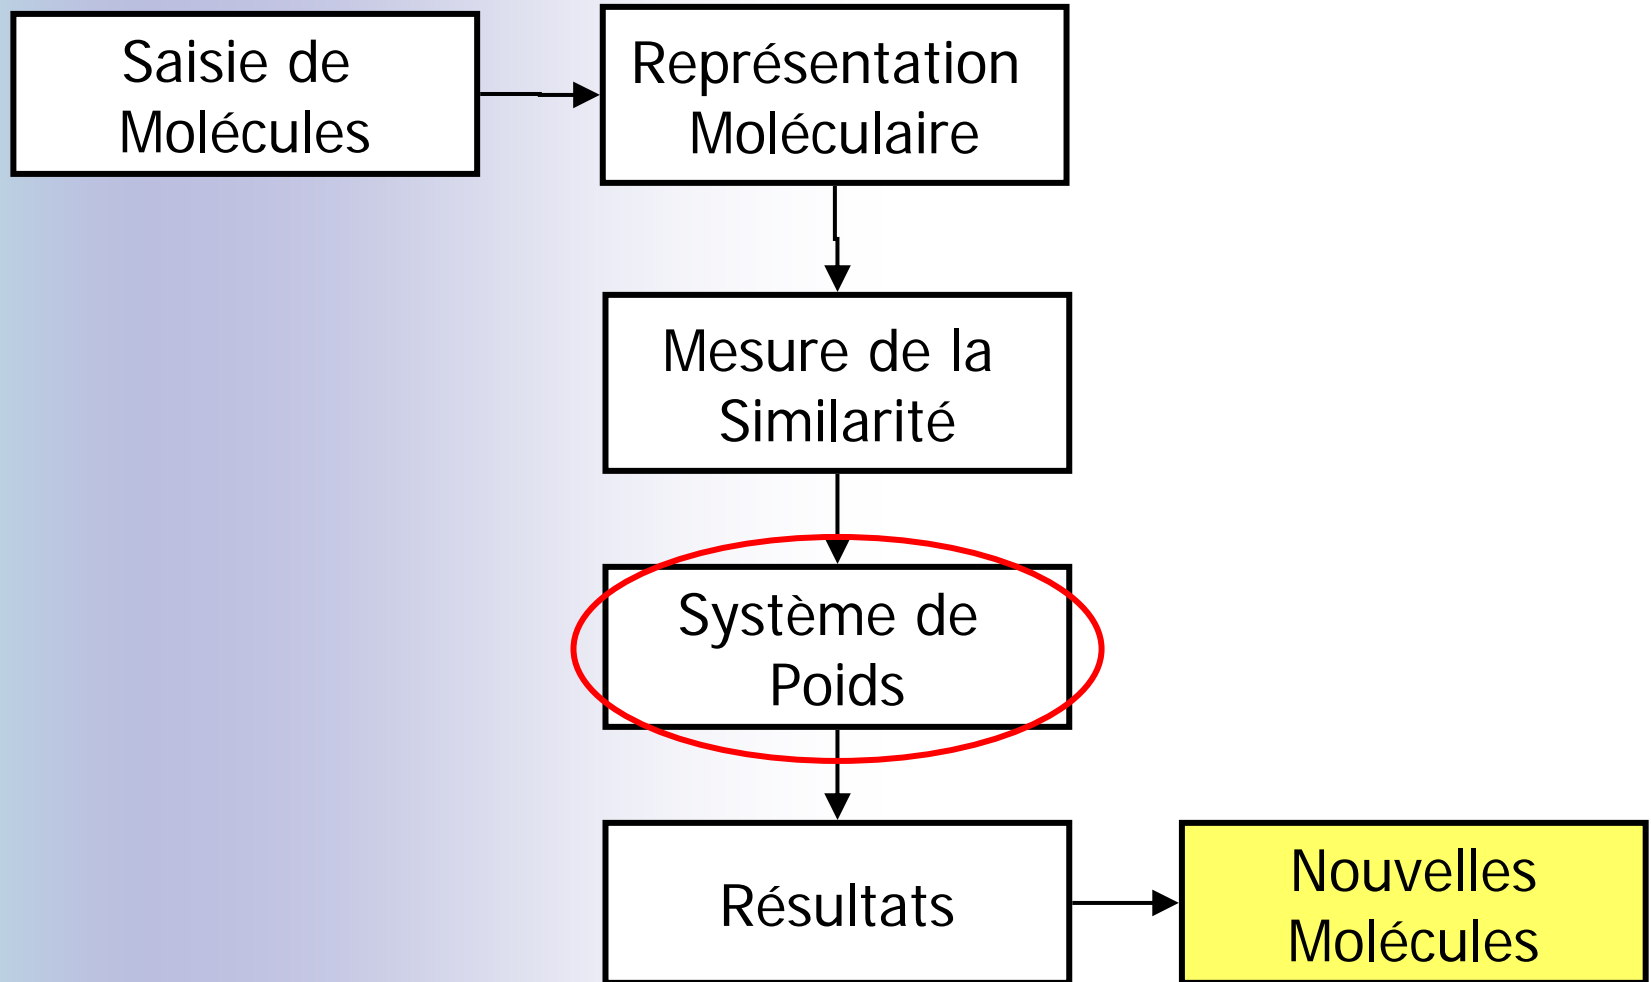 Saisie de
Molécules
Représentation
Moléculaire
Mesure de la
Similarité
Système de
Poids
Résultats
Nouvelles
Molécules